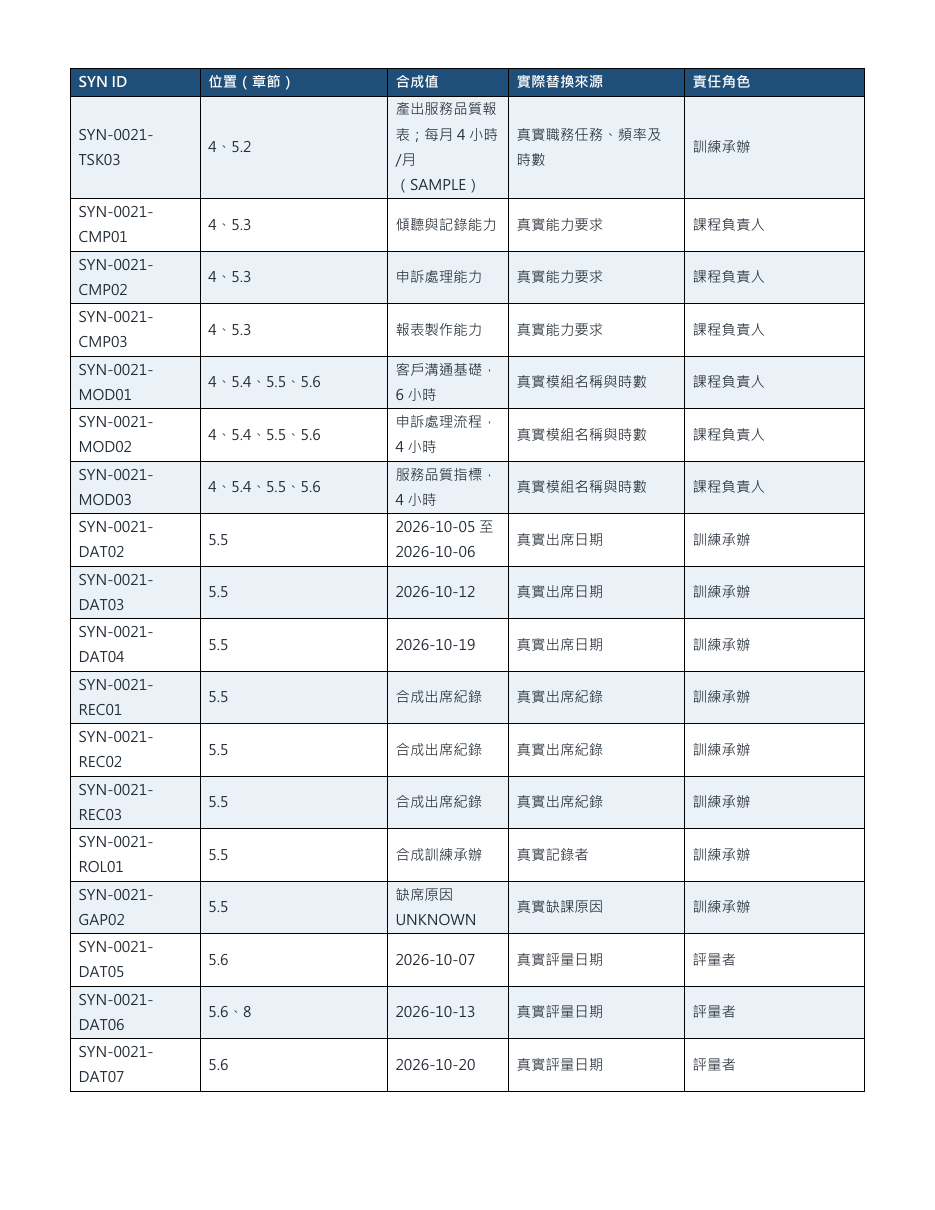 SYN ID 位置（章節） 合成值 實際替換來源 責任角色
SYN-0021-
TSK03
4、5.2
產出服務品質報
表；每月 4 小時
/月
（SAMPLE）
真實職務任務、頻率及
時數
訓練承辦
SYN-0021-
CMP01
4、5.3
傾聽與記錄能力
真實能力要求
課程負責人
SYN-0021-
CMP02
4、5.3
申訴處理能力
真實能力要求
課程負責人
SYN-0021-
CMP03
4、5.3
報表製作能力
真實能力要求
課程負責人
SYN-0021-
MOD01
4、5.4、5.5、5.6
客戶溝通基礎，
6 小時
真實模組名稱與時數
課程負責人
SYN-0021-
MOD02
4、5.4、5.5、5.6
申訴處理流程，
4 小時
真實模組名稱與時數
課程負責人
SYN-0021-
MOD03
4、5.4、5.5、5.6
服務品質指標，
4 小時
真實模組名稱與時數
課程負責人
SYN-0021-
DAT02
5.5
2026-10-05 至
2026-10-06
真實出席日期
訓練承辦
SYN-0021-
DAT03
5.5
2026-10-12
真實出席日期
訓練承辦
SYN-0021-
DAT04
5.5
2026-10-19
真實出席日期
訓練承辦
SYN-0021-
REC01
5.5
合成出席紀錄
真實出席紀錄
訓練承辦
SYN-0021-
REC02
5.5
合成出席紀錄
真實出席紀錄
訓練承辦
SYN-0021-
REC03
5.5
合成出席紀錄
真實出席紀錄
訓練承辦
SYN-0021-
ROL01
5.5
合成訓練承辦
真實記錄者
訓練承辦
SYN-0021-
GAP02
5.5
缺席原因
UNKNOWN
真實缺課原因
訓練承辦
SYN-0021-
DAT05
5.6
2026-10-07
真實評量日期
評量者
SYN-0021-
DAT06
5.6、8
2026-10-13
真實評量日期
評量者
SYN-0021-
DAT07
5.6
2026-10-20
真實評量日期
評量者